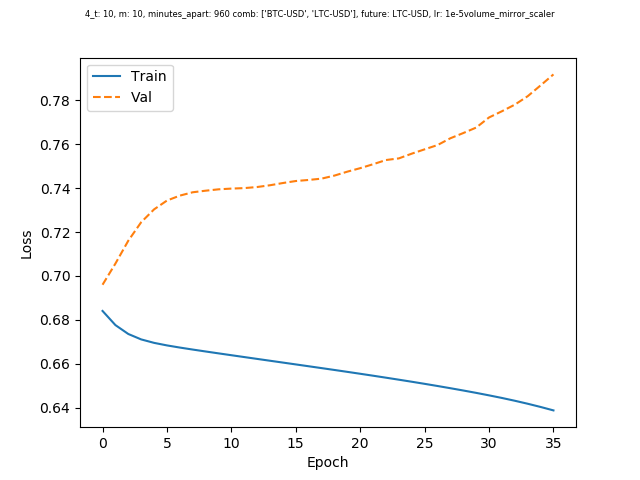 4_t: 10, m: 10, minutes_apart: 960 comb: ['BTC-USD', 'LTC-USD'], future: LTC-USD, lr: 1e-5volume_mirror_scaler
Train
Val
0.78
0.76
0.74
0.72
0.70
0.68
0.66
0.64
Loss
0 5 10 15 20 25 30 35
Epoch